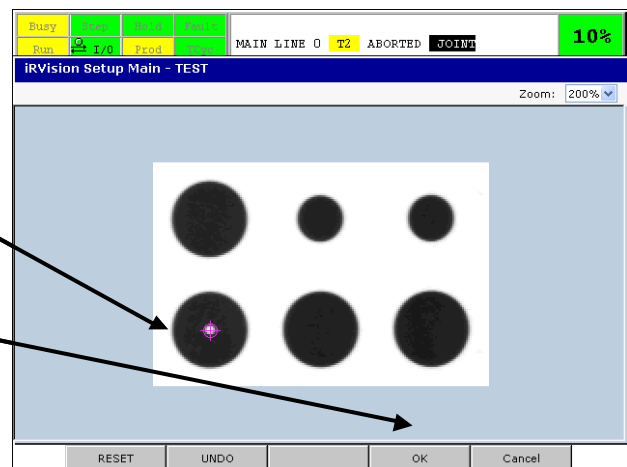 Busy Step Hold Fault
Run I/O Prod TCyc
MAIN LINE 0 T2 ABORTED JOINT
10%
iRVision Setup Main - TEST
Zoom: 200%
RESET UNDO OK Cancel